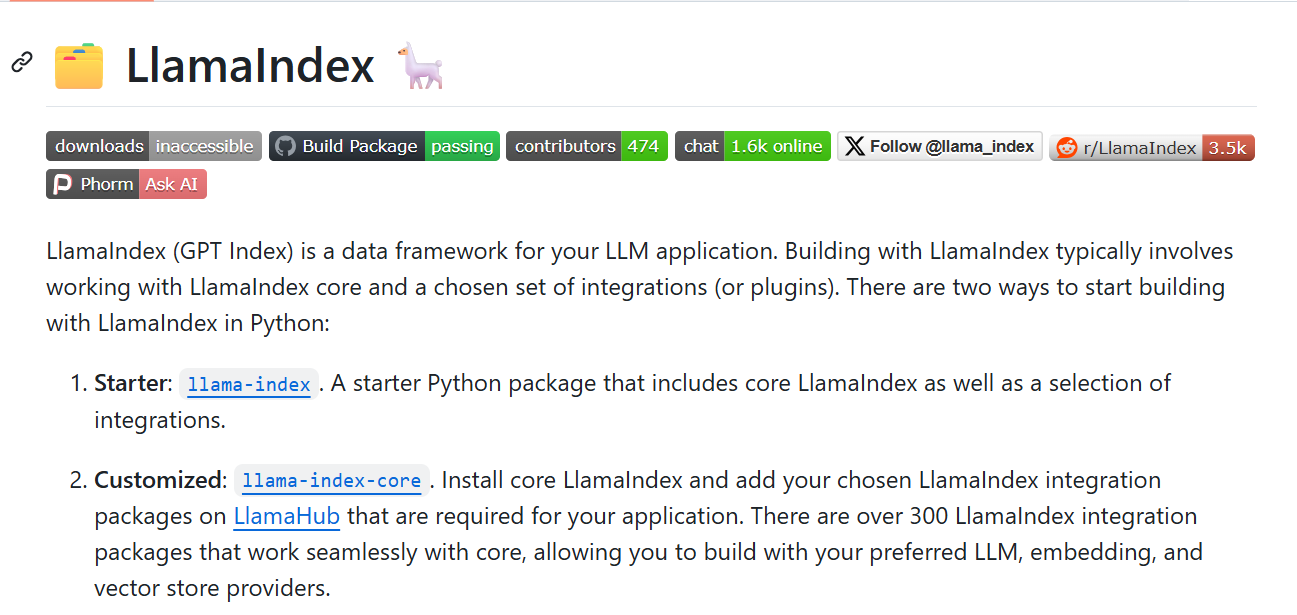 🗂️ LlamaIndex 🦙
downloads inaccessible Build Package passing contributors 474 chat 1.6k online Follow @llama_index r/LlamaIndex 3.5k
Phorm Ask AI
LlamaIndex (GPT Index) is a data framework for your LLM application. Building with LlamaIndex typically involves
working with LlamaIndex core and a chosen set of integrations (or plugins). There are two ways to start building
with LlamaIndex in Python:
1. Starter: llama-index. A starter Python package that includes core LlamaIndex as well as a selection of
integrations.
2. Customized: llama-index-core. Install core LlamaIndex and add your chosen LlamaIndex integration
packages on LlamaHub that are required for your application. There are over 300 LlamaIndex integration
packages that work seamlessly with core, allowing you to build with your preferred LLM, embedding, and
vector store providers.